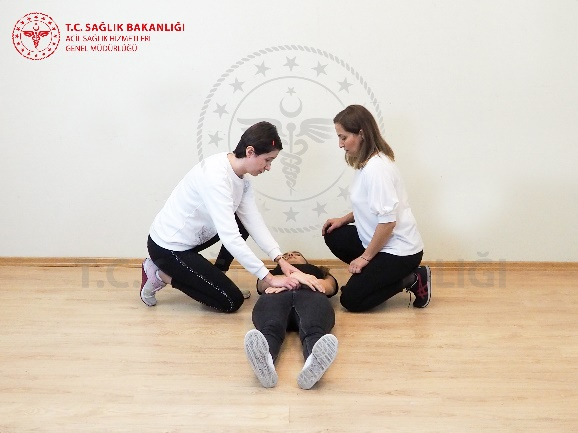 T.C. SAĞLIK BAKANLIĞI
ACİL SAĞLIK HİZMETLERİ
GENEL MÜDÜRLÜĞÜ